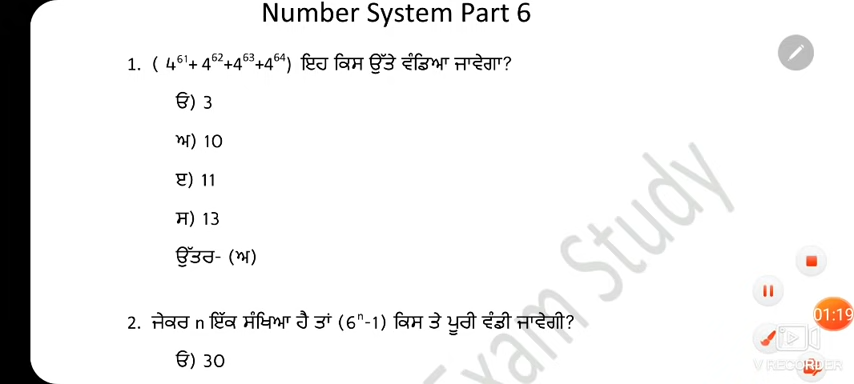 Number System Part 6
1. ( 4⁶¹+ 4⁶²+4⁶³+4⁶⁴) ਇਹ ਕਿਸ ਉੱਤੇ ਵੰਡਿਆ ਜਾਵੇਗਾ?
ੳ) 3
ਅ) 10
ੲ) 11
ਸ) 13
ਉੱਤਰ- (ਅ)
2. ਜੇਕਰ n ਇੱਕ ਸੰਖਿਆ ਹੈ ਤਾਂ (6ⁿ-1) ਕਿਸ ਤੇ ਪੂਰੀ ਵੰਡੀ ਜਾਵੇਗੀ?
ੳ) 30
Exam Study
01:19
V RECORDER